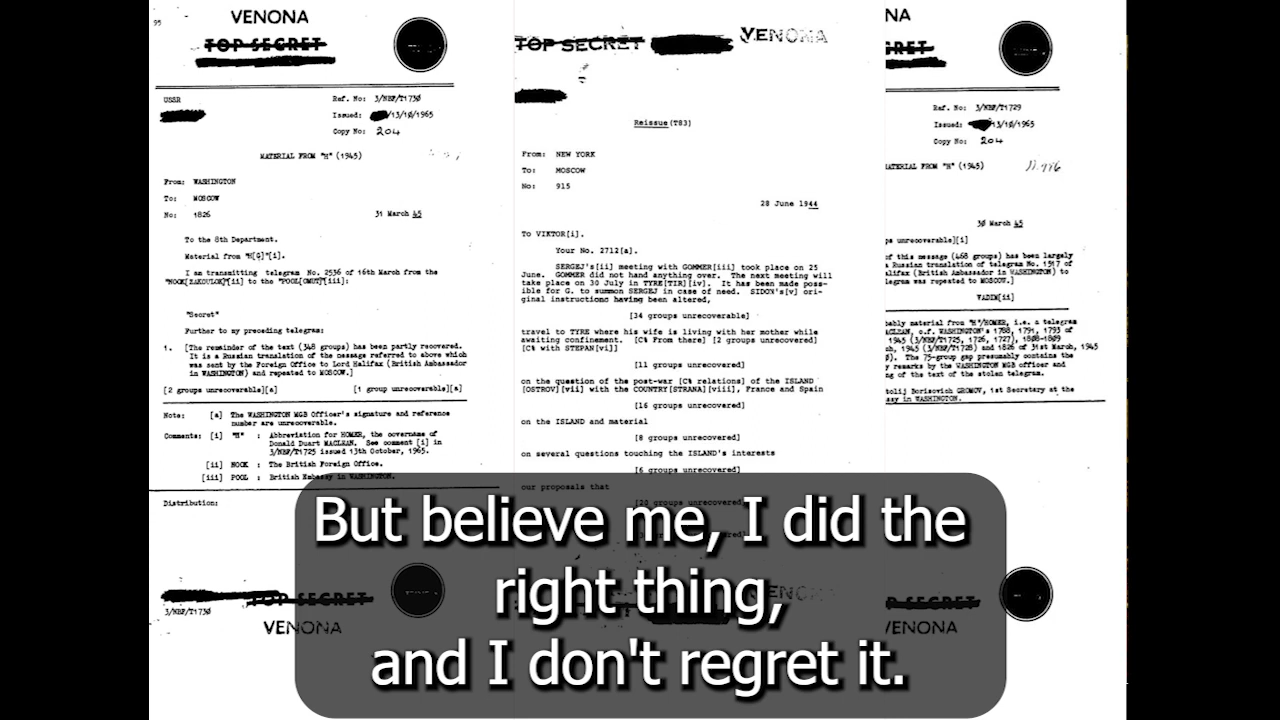 95
VENONA
TOP SECRET
USSR
Ref. No: 3/NBF/T1730
Issued: /13/10/1965
Copy No: 204
MATERIAL FROM "H" (1945)
From: WASHINGTON
To: MOSCOW
No: 1826
31 March 45
To the 8th Department.
Material from "H[G]"[i].
I am transmitting telegram No. 2536 of 16th March from the
"NOOK[ZAKOULOK]"[ii] to the "POOL[OMUT]"[iii]:
"Secret"
Further to my preceding telegram:
1. [The remainder of the text (348 groups) has been partly recovered.
It is a Russian translation of the message referred to above which
was sent by the Foreign Office to Lord Halifax (British Ambassador
in WASHINGTON) and repeated to MOSCOW.]
[2 groups unrecoverable][a] [1 group unrecoverable][a]
Note: [a] The WASHINGTON MGB Officer's signature and reference
number are unrecoverable.
Comments: [i] "H" : Abbreviation for HOMER, the covername of
Donald Duart MACLEAN. See comment [i] in
3/NBF/T1725 issued 13th October, 1965.
[ii] NOOK : The British Foreign Office.
[iii] POOL : British Embassy in WASHINGTON.
Distribution:
3/NBF/T1730
TOP SECRET
VENONA
TOP SECRET VENONA
Reissue(T83)
From: NEW YORK
To: MOSCOW
No: 915
28 June 1944
To VIKTOR[i].
Your No. 2712[a].
SERGEJ's[ii] meeting with GOMMER[iii] took place on 25
June. GOMMER did not hand anything over. The next meeting will
take place on 30 July in TYRE[TIR][iv]. It has been made poss-
ible for G. to summon SERGEJ in case of need. SIDON's[v] ori-
ginal instructions having been altered,
[34 groups unrecoverable]
travel to TYRE where his wife is living with her mother while
awaiting confinement. [C% From there] [2 groups unrecovered]
[C% with STEPAN[vi]]
[11 groups unrecovered]
on the question of the post-war [C% relations] of the ISLAND
[OSTROV][vii] with the COUNTRY[STRANA][viii], France and Spain
[16 groups unrecovered]
on the ISLAND and material
[8 groups unrecovered]
on several questions touching the ISLAND's interests
[6 groups unrecovered]
our proposals that
[20 groups unrecovered]
VENONA
NA
CRET
Ref. No: 3/NBF/T1729
Issued: /13/10/1965
Copy No: 204
MATERIAL FROM "H" (1945)
30 March 45
ps unrecoverable][i]
of this message (468 groups) has been largely
a Russian translation of telegram No. 1517 of
alifax (British Ambassador in WASHINGTON) to
legram was repeated to MOSCOW.]
VADIM[ii]
bably material from "H"/HOMER, i.e. a telegram
ACLEAN, c.f. WASHINGTON's 1788, 1791, 1793 of
1945 (3/NBF/T1725, 1726, 1727), 1808-1809
ch, 1945 (3/NBF/T1728) and 1826 of 31st March, 1945
0). The 75-group gap presumably contains the
y remarks by the WASHINGTON MGB officer and
ng of the text of the stolen telegram.
tolij Borisovich GROMOV, 1st Secretary at the
assy in WASHINGTON.
SECRET
VENONA
But believe me, I did the
right thing,
and I don't regret it.